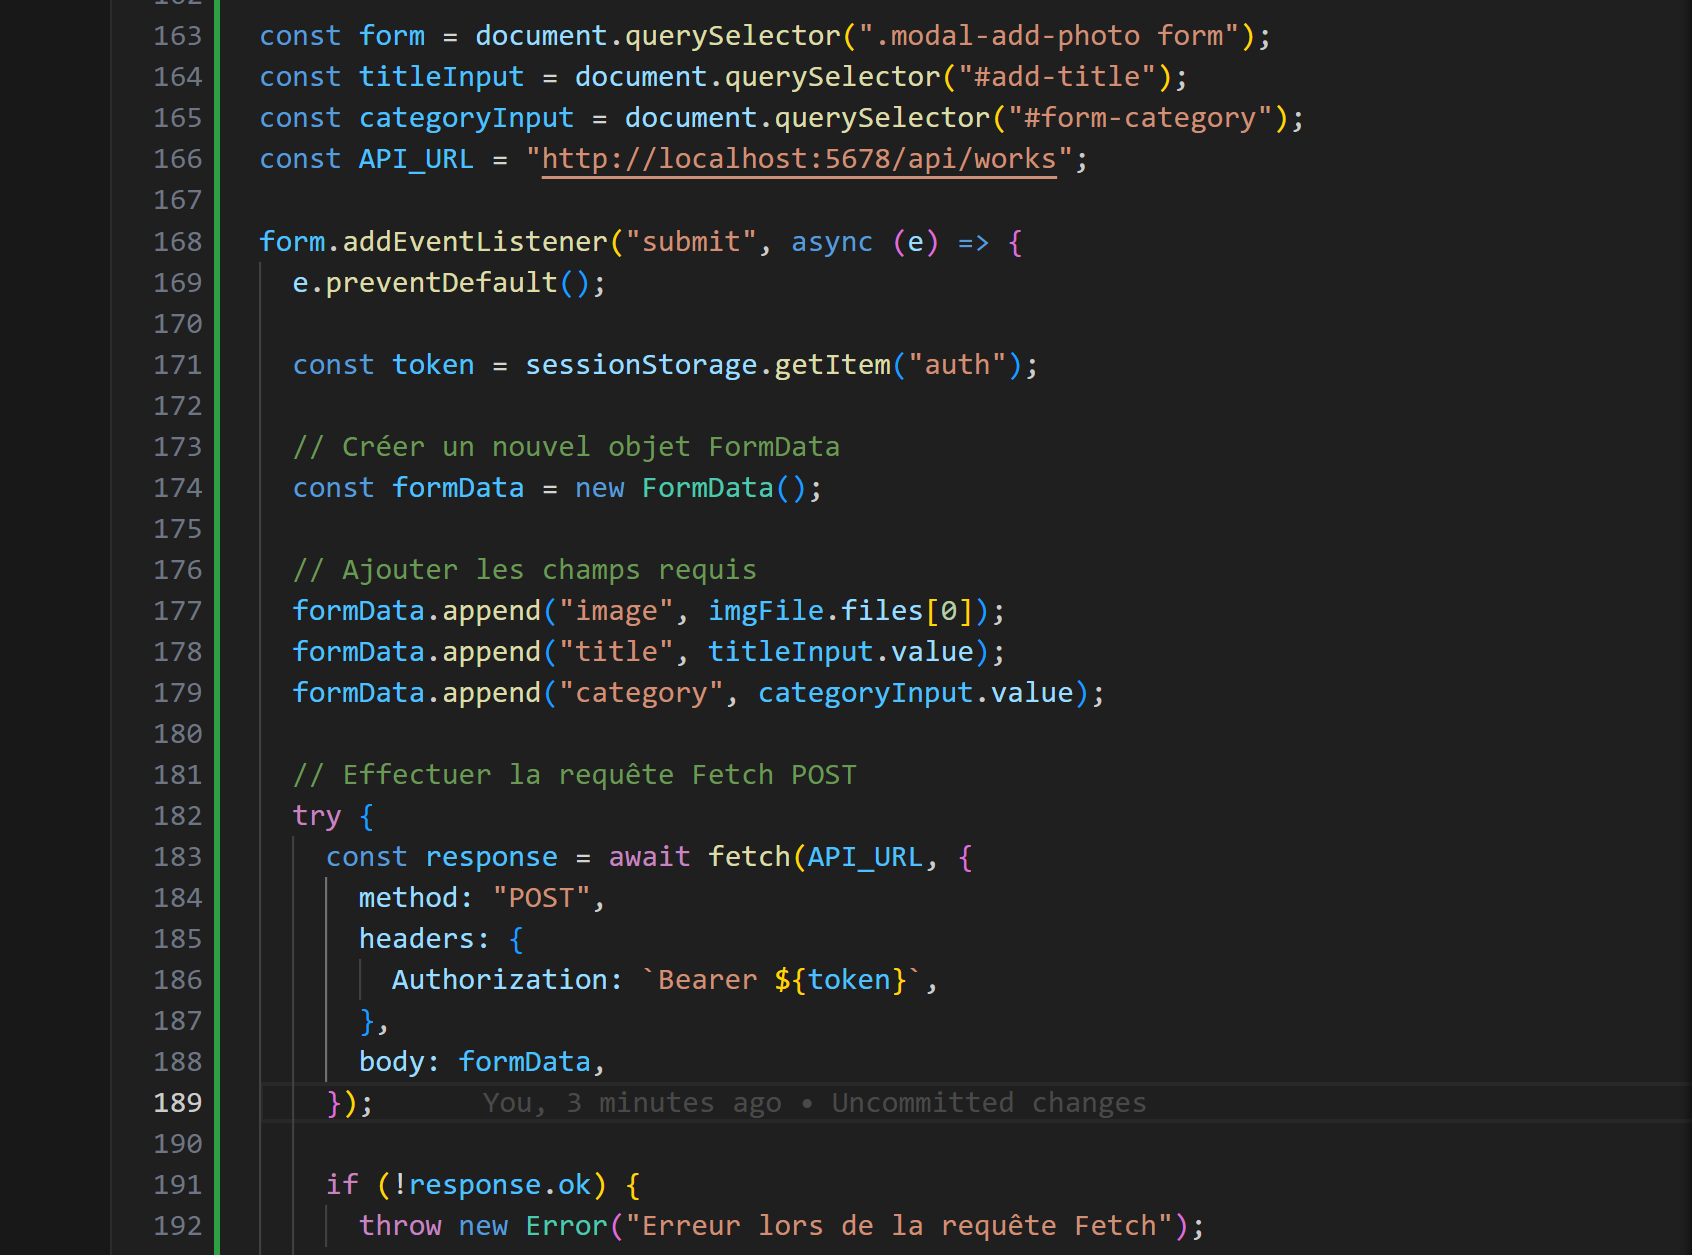 162
163 const form = document.querySelector(".modal-add-photo form");
164 const titleInput = document.querySelector("#add-title");
165 const categoryInput = document.querySelector("#form-category");
166 const API_URL = "http://localhost:5678/api/works";
167
168 form.addEventListener("submit", async (e) => {
169 e.preventDefault();
170
171 const token = sessionStorage.getItem("auth");
172
173 // Créer un nouvel objet FormData
174 const formData = new FormData();
175
176 // Ajouter les champs requis
177 formData.append("image", imgFile.files[0]);
178 formData.append("title", titleInput.value);
179 formData.append("category", categoryInput.value);
180
181 // Effectuer la requête Fetch POST
182 try {
183 const response = await fetch(API_URL, {
184 method: "POST",
185 headers: {
186 Authorization: `Bearer ${token}`,
187 },
188 body: formData,
189 }); You, 3 minutes ago • Uncommitted changes
190
191 if (!response.ok) {
192 throw new Error("Erreur lors de la requête Fetch");